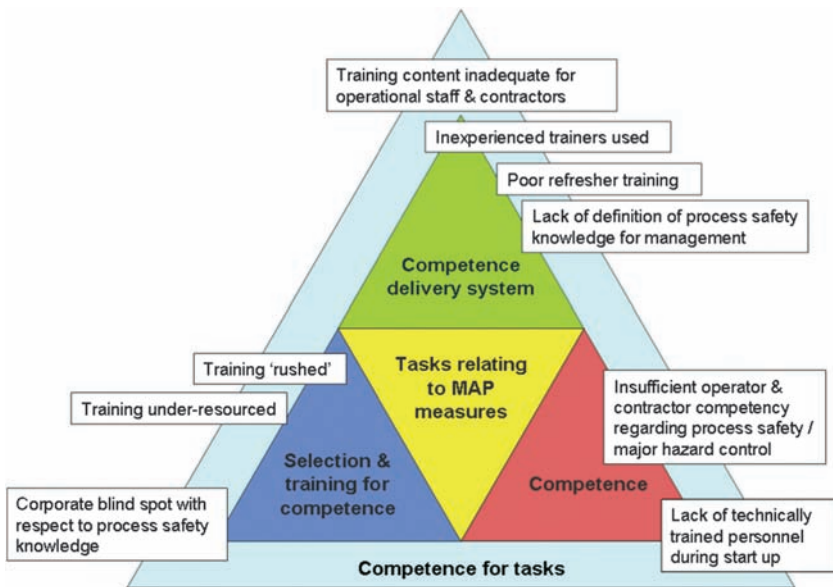 Training content inadequate for
operational staff & contractors
Inexperienced trainers used
Poor refresher training
Lack of definition of process safety
knowledge for management
Competence
delivery system
Training ‘rushed’
Training under-resourced
Tasks relating
to MAP
measures
Insufficient operator &
contractor competency
regarding process safety /
major hazard control
Selection &
training for
competence
Competence
Corporate blind spot with
respect to process safety
knowledge
Lack of technically
trained personnel
during start up
Competence for tasks